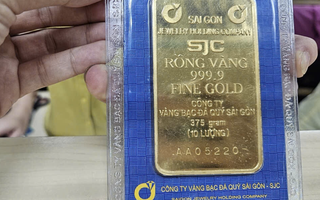 SAI GON
JEWELRY HOLDING COMPANY
SJC
RỒNG VÀNG
999.9
FINE GOLD
CÔNG TY
VÀNG BẠC ĐÁ QUÝ SÀI GÒN
375 gram
(10 LƯỢNG)
AA05220
CÔNG TY VÀNG BẠC ĐÁ QUÝ SÀI GÒN - SJC
SAIGON JEWELRY HOLDING COMPANY